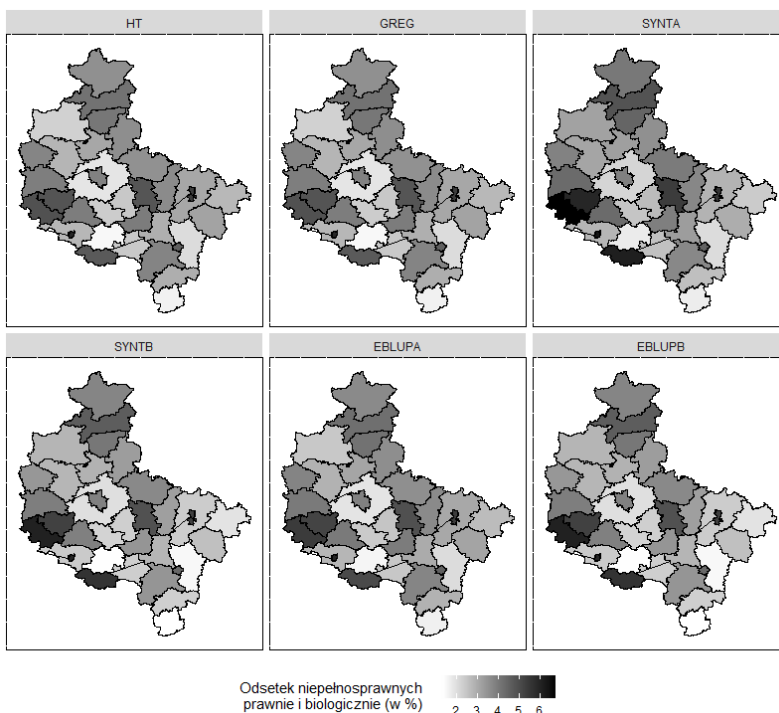 HT
GREG
SYNTA
SYNTB
EBLUPA
EBLUPB
Odsetek niepełnosprawnych
prawnie i biologicznie (w %)
2 3 4 5 6